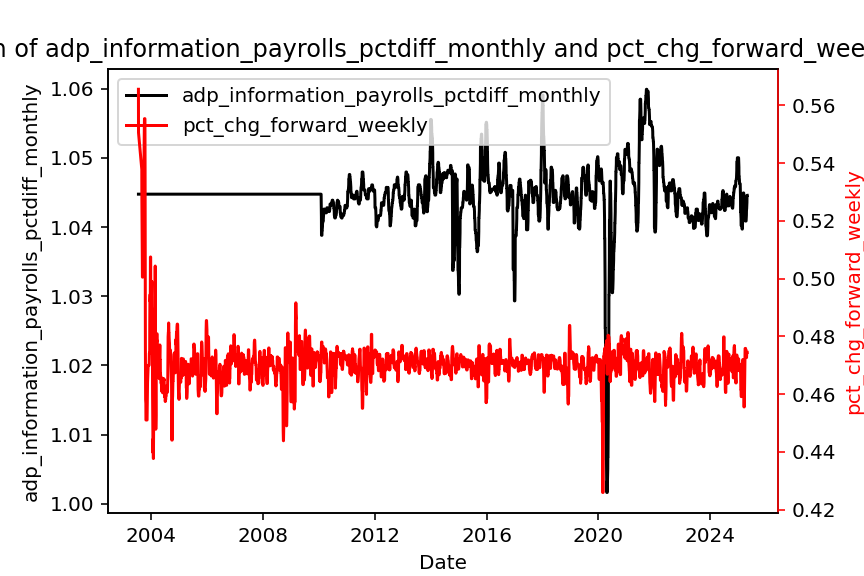 n of adp_information_payrolls_pctdiff_monthly and pct_chg_forward_wee
adp_information_payrolls_pctdiff_monthly
pct_chg_forward_weekly
adp_information_payrolls_pctdiff_monthly
1.06
1.05
1.04
1.03
1.02
1.01
1.00
0.56
0.54
0.52
0.50
0.48
0.46
0.44
0.42
pct_chg_forward_weekly
2004 2008 2012 2016 2020 2024
Date